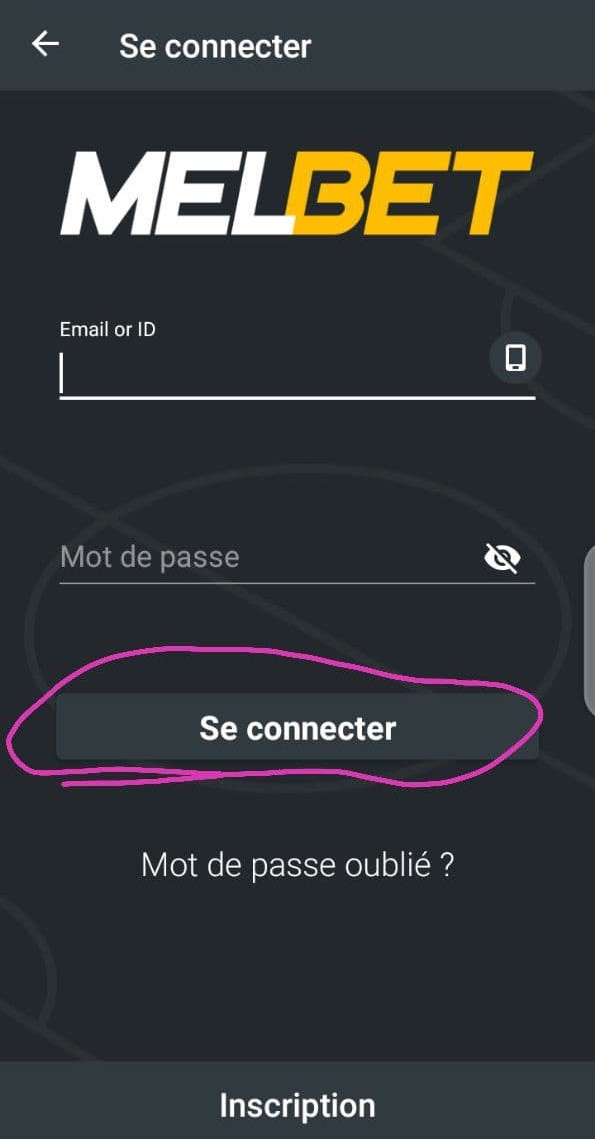 Se connecter
MELBET
Email or ID
Mot de passe
Se connecter
Mot de passe oublié ?
Inscription